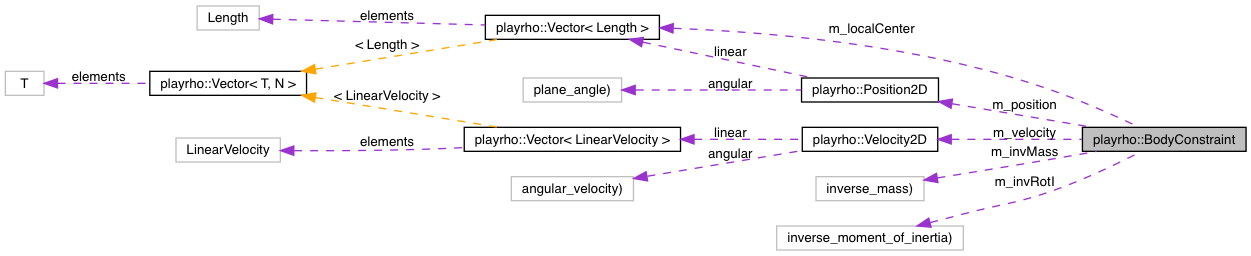 Length
elements
playrho::Vector< Length >
m_localCenter
< Length >
linear
T
elements
playrho::Vector< T, N >
plane_angle)
angular
playrho::Position2D
< LinearVelocity >
m_position
LinearVelocity
elements
playrho::Vector< LinearVelocity >
linear
playrho::Velocity2D
m_velocity
playrho::BodyConstraint
angular
m_invMass
angular_velocity)
inverse_mass)
m_invRotI
inverse_moment_of_inertia)